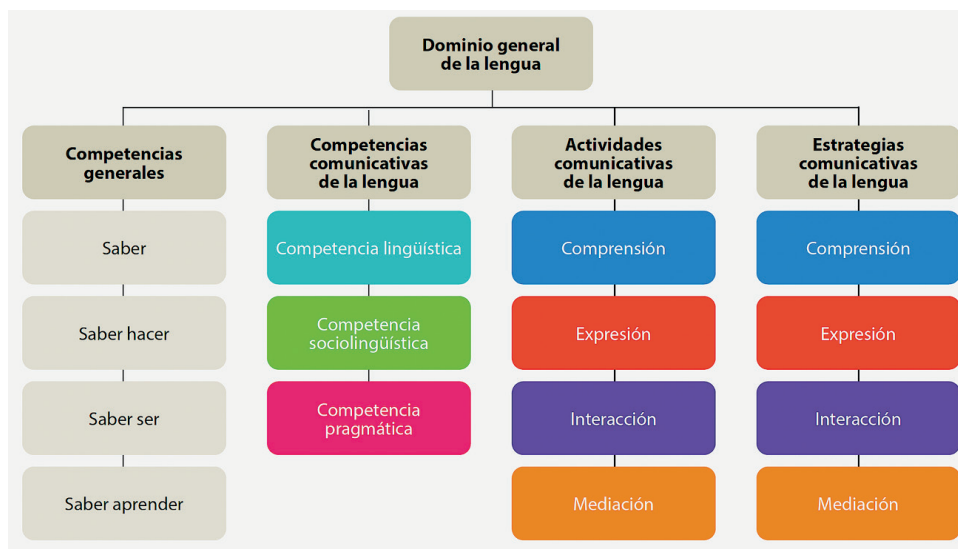 Dominio general
de la lengua
Competencias
generales
Saber
Saber hacer
Saber ser
Saber aprender
Competencias
comunicativas
de la lengua
Competencia lingüística
Competencia
sociolingüística
Competencia
pragmática
Actividades
comunicativas
de la lengua
Comprensión
Expresión
Interacción
Mediación
Estrategias
comunicativas
de la lengua
Comprensión
Expresión
Interacción
Mediación